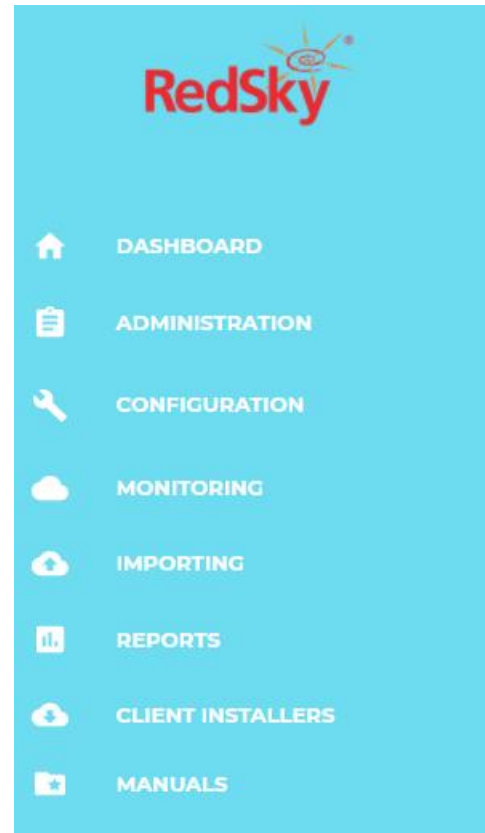 RedSky®
DASHBOARD
ADMINISTRATION
CONFIGURATION
MONITORING
IMPORTING
REPORTS
CLIENT INSTALLERS
MANUALS